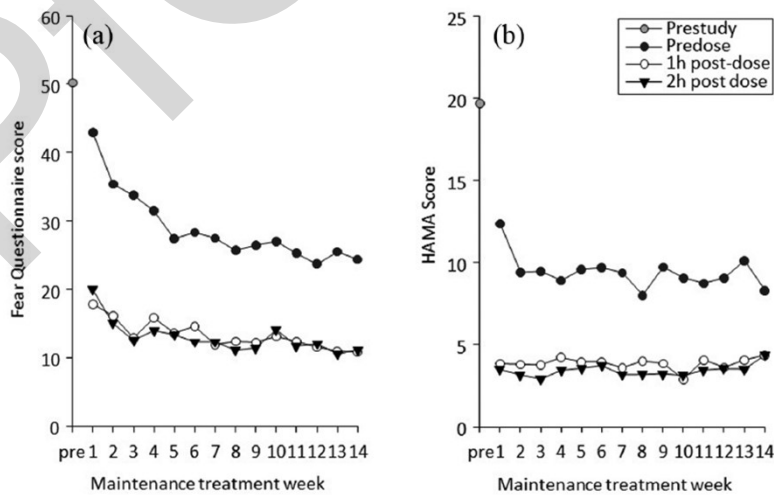 (a)
Fear Questionnaire score
60
50
40
30
20
10
0
pre 1 2 3 4 5 6 7 8 9 10 11 12 13 14
Maintenance treatment week
(b)
HAMA Score
25
20
15
10
5
0
pre 1 2 3 4 5 6 7 8 9 10 11 12 13 14
Maintenance treatment week
Prestudy
Predose
1h post-dose
2h post dose